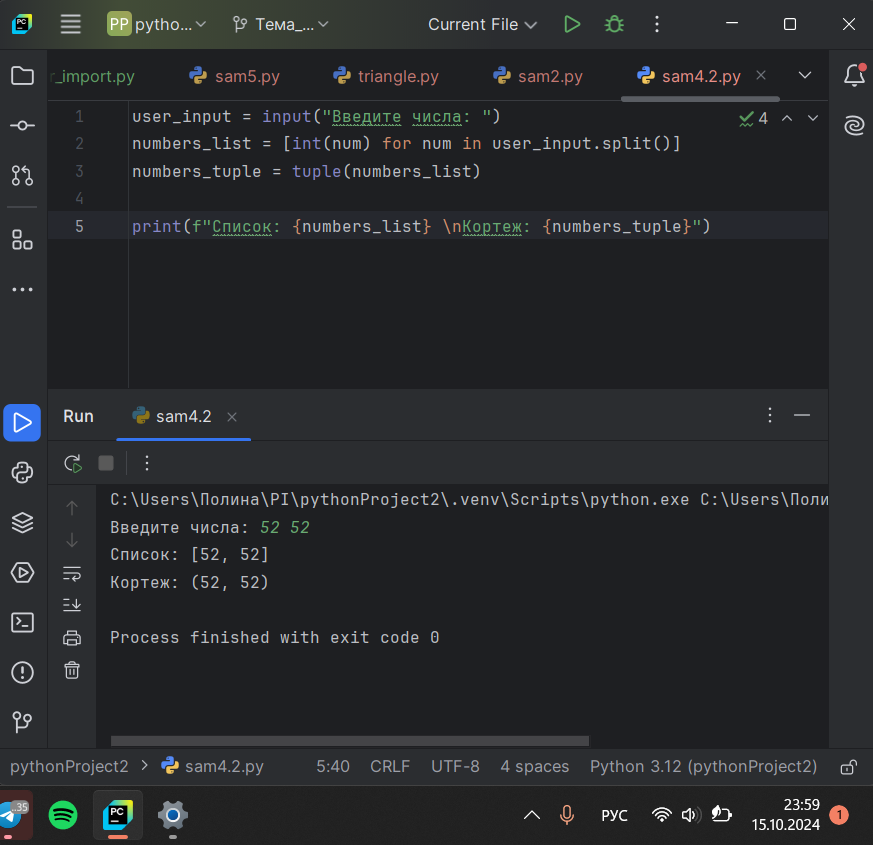 PC
PP pytho... Тема_... Current File
_import.py sam5.py triangle.py sam2.py sam4.2.py
1 user_input = input("Введите числа: ") 4
2 numbers_list = [int(num) for num in user_input.split()]
3 numbers_tuple = tuple(numbers_list)
4
5 print(f"Список: {numbers_list} \nКортеж: {numbers_tuple}")
Run sam4.2
C:\Users\Полина\PI\pythonProject2\.venv\Scripts\python.exe C:\Users\Поли
Введите числа: 52 52
Список: [52, 52]
Кортеж: (52, 52)
Process finished with exit code 0
pythonProject2 sam4.2.py 5:40 CRLF UTF-8 4 spaces Python 3.12 (pythonProject2)
.35 PC РУС 23:59 1
15.10.2024